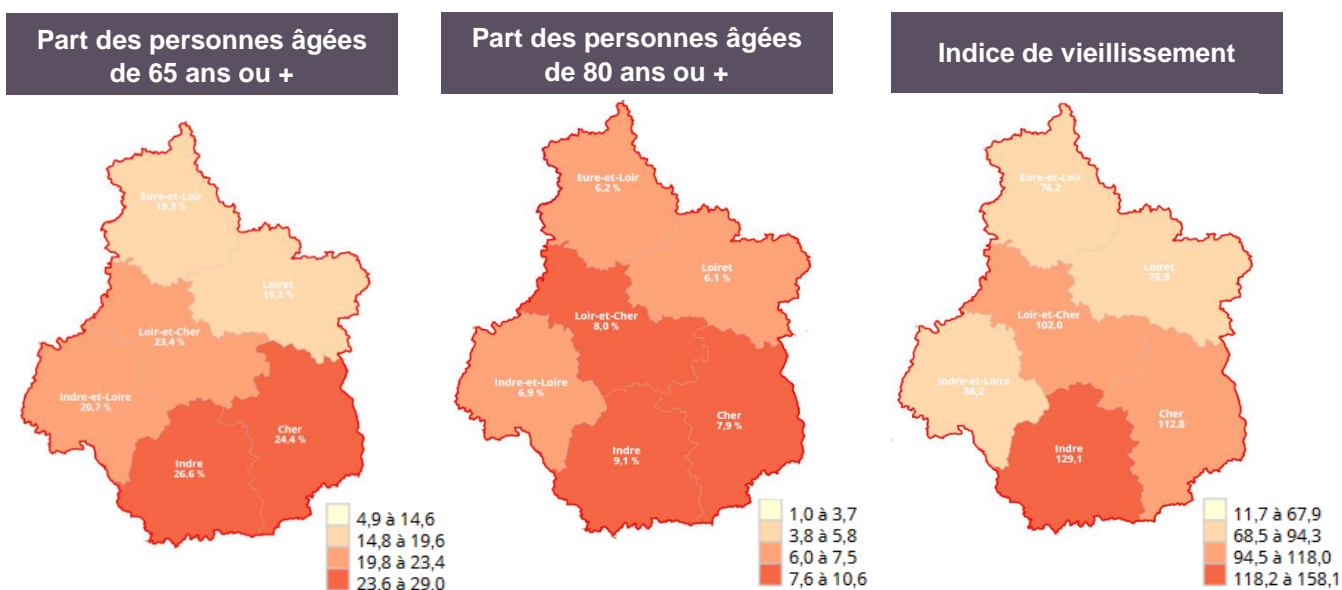 Part des personnes âgées
de 65 ans ou +
Eure-et-Loir
19,3 %
Loiret
19,2 %
Loir-et-Cher
23,4 %
Indre-et-Loire
20,7 %
Cher
24,4 %
Indre
26,6 %
4,9 à 14,6
14,8 à 19,6
19,8 à 23,4
23,6 à 29,0
Part des personnes âgées
de 80 ans ou +
Eure-et-Loir
6,2 %
Loiret
6,1 %
Loir-et-Cher
8,0 %
Indre-et-Loire
6,9 %
Cher
7,9 %
Indre
9,1 %
1,0 à 3,7
3,8 à 5,8
6,0 à 7,5
7,6 à 10,6
Indice de vieillissement
Eure-et-Loir
76,2
Loiret
75,9
Loir-et-Cher
102,0
Indre-et-Loire
86,2
Cher
112,8
Indre
129,1
11,7 à 67,9
68,5 à 94,3
94,5 à 118,0
118,2 à 158,1